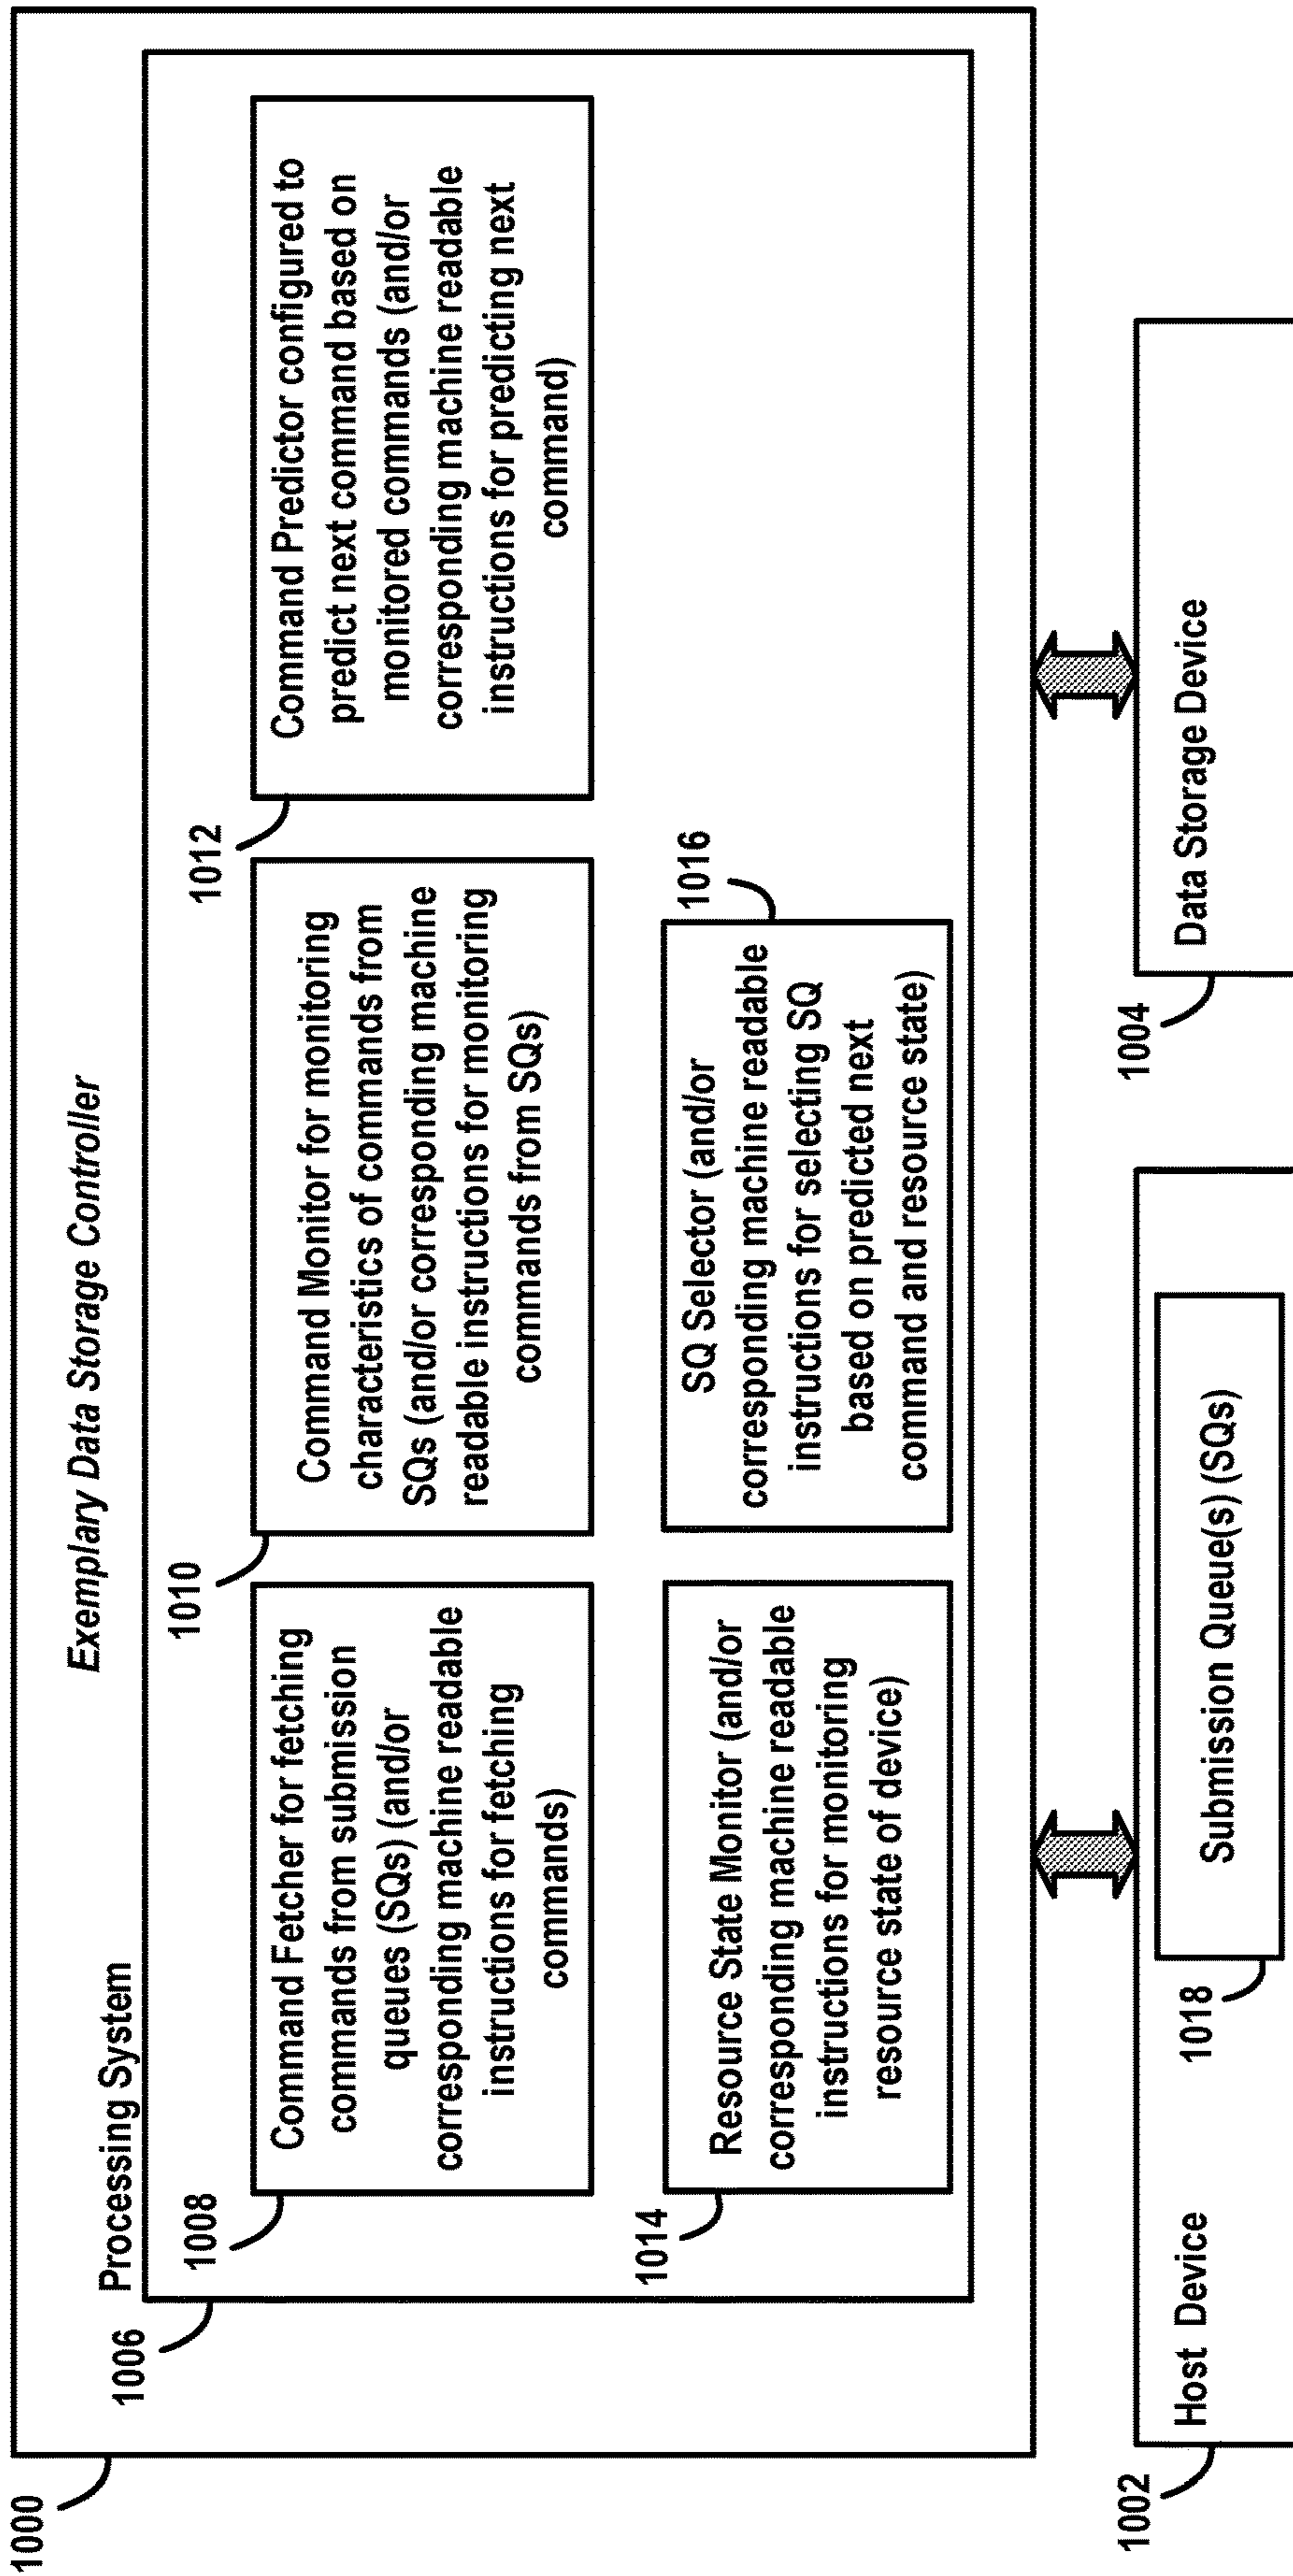 1000
Exemplary Data Storage Controller
1006
Processing System
1008
Command Fetcher for fetching
commands from submission
queues (SQs) (and/or
corresponding machine readable
instructions for fetching
commands)
1010
Command Monitor for monitoring
characteristics of commands from
SQs (and/or corresponding machine
readable instructions for monitoring
commands from SQs)
1012
Command Predictor configured to
predict next command based on
monitored commands (and/or
corresponding machine readable
instructions for predicting next
command)
1014
Resource State Monitor (and/or
corresponding machine readable
instructions for monitoring
resource state of device)
1016
SQ Selector (and/or
corresponding machine readable
instructions for selecting SQ
based on predicted next
command and resource state)
1002
Host Device
1018
Submission Queue(s) (SQs)
1004
Data Storage Device